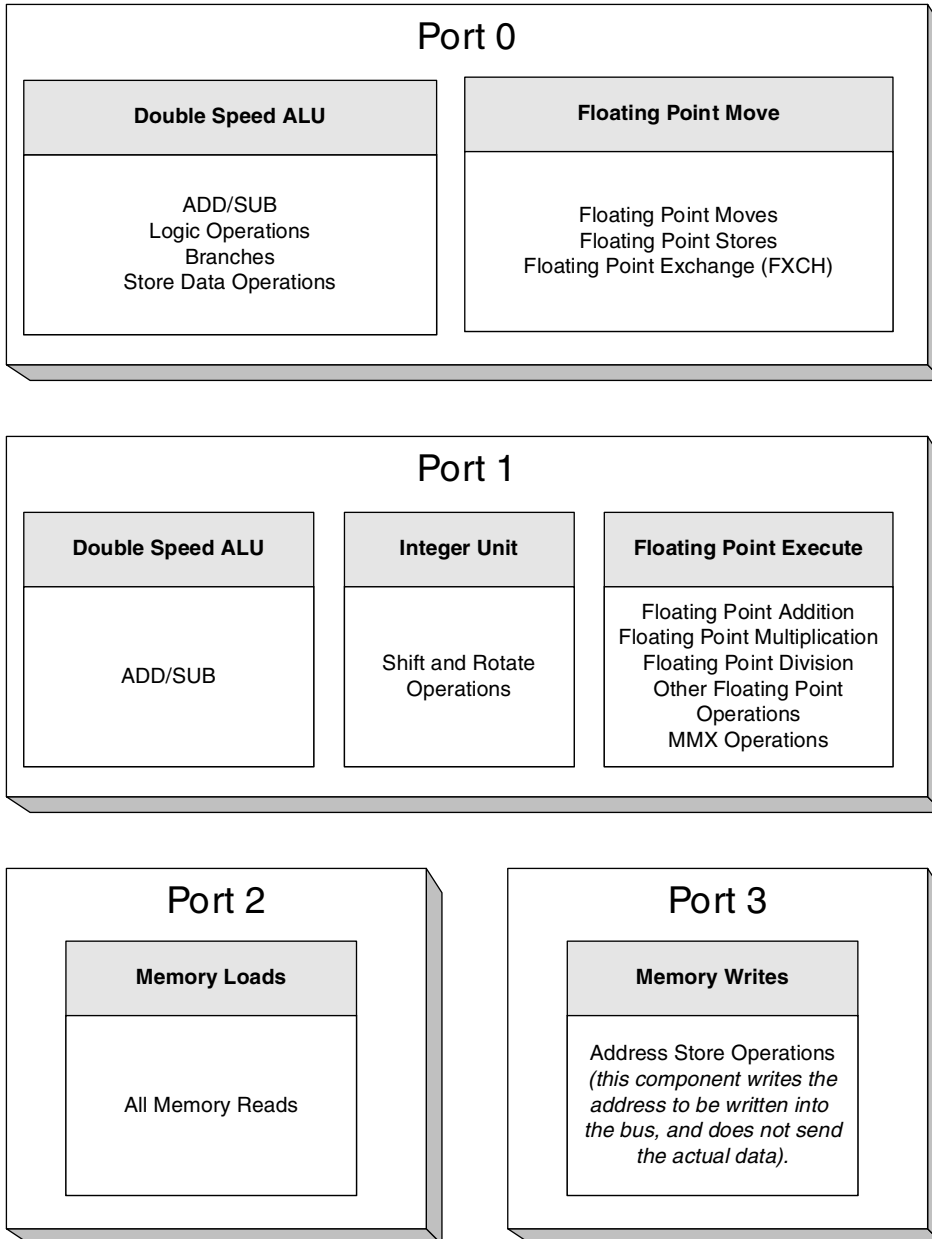 Port 0
Double Speed ALU
ADD/SUB
Logic Operations
Branches
Store Data Operations
Floating Point Move
Floating Point Moves
Floating Point Stores
Floating Point Exchange (FXCH)
Port 1
Double Speed ALU
ADD/SUB
Integer Unit
Shift and Rotate
Operations
Floating Point Execute
Floating Point Addition
Floating Point Multiplication
Floating Point Division
Other Floating Point
Operations
MMX Operations
Port 2
Memory Loads
All Memory Reads
Port 3
Memory Writes
Address Store Operations
(this component writes the
address to be written into
the bus, and does not send
the actual data).